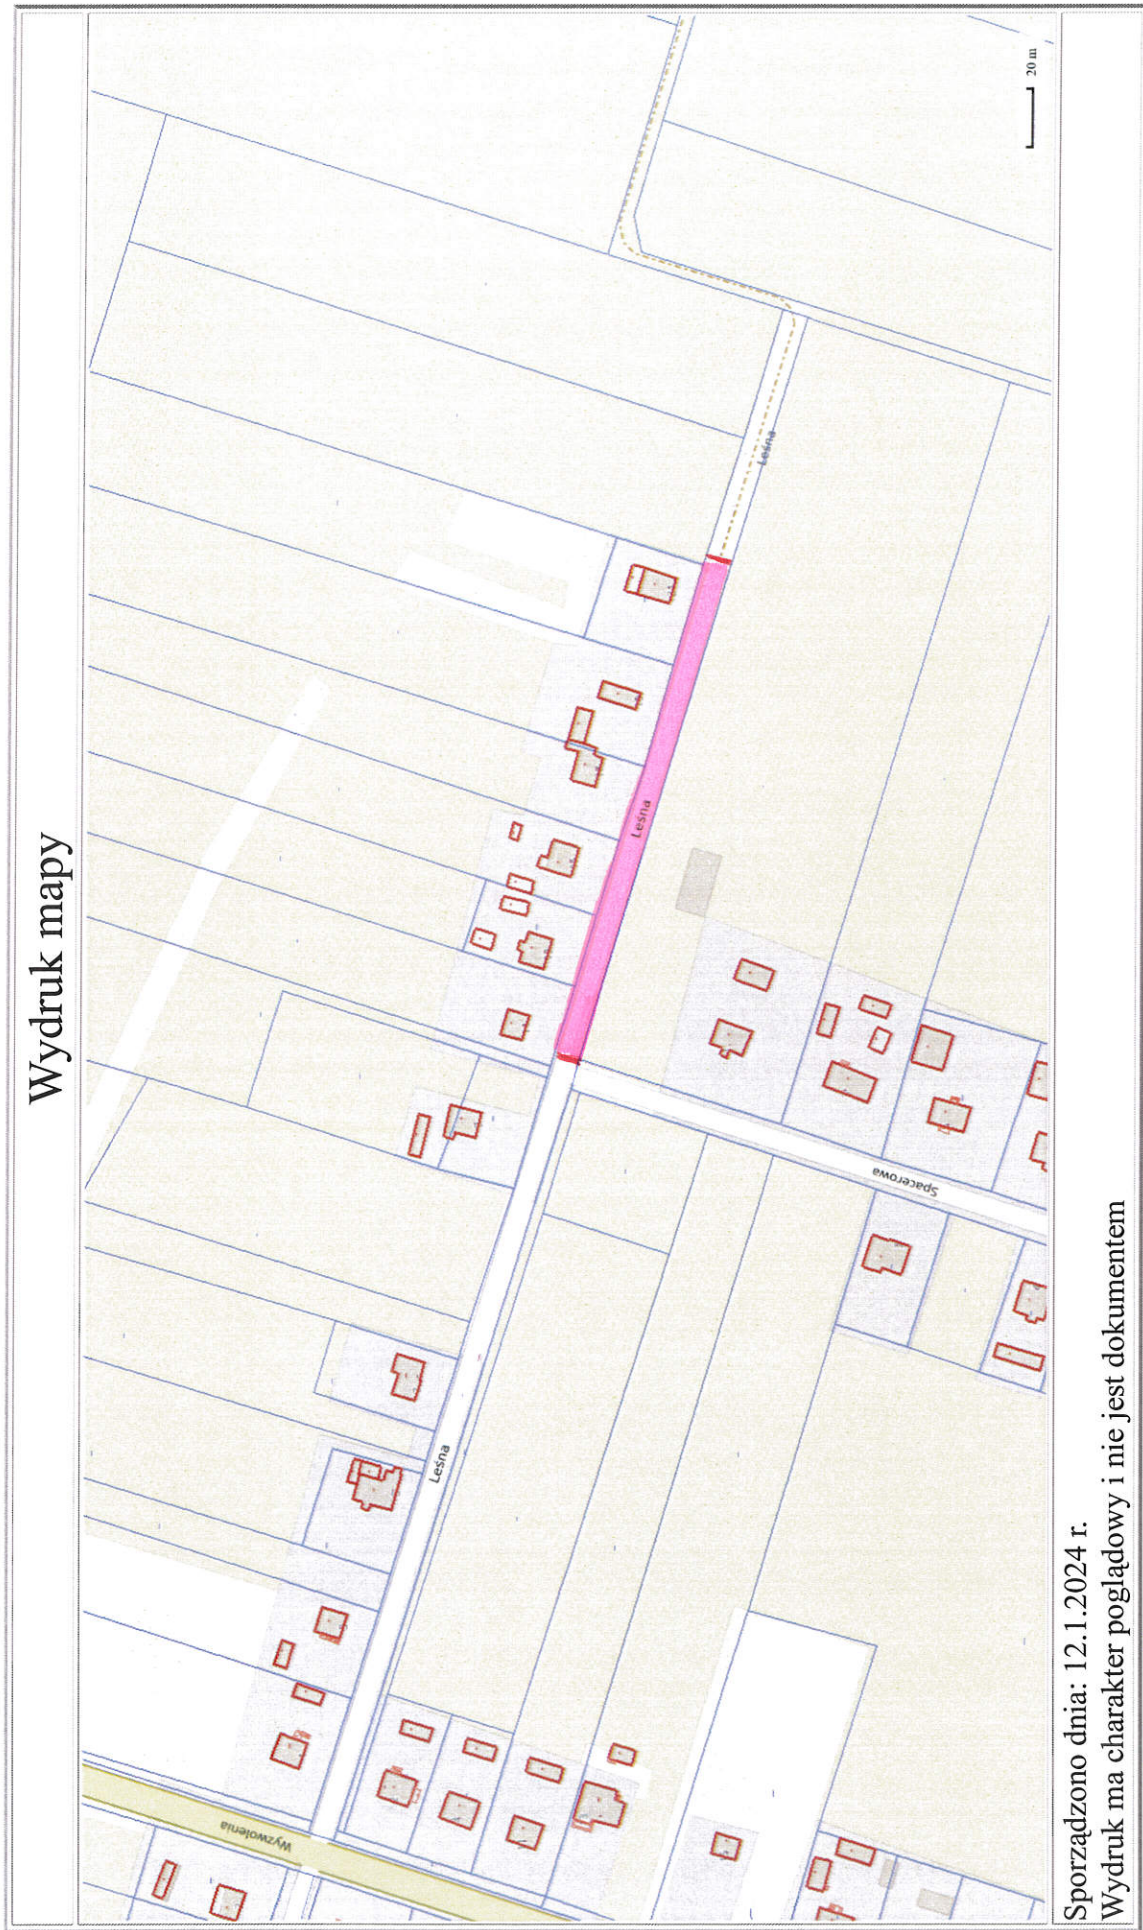 Wydruk mapy
20 m
Leśna
Leśna
Spacerowa
Leśna
Wyzwolenia
Sporządzono dnia: 12.1.2024 r.
Wydruk ma charakter poglądowy i nie jest dokumentem